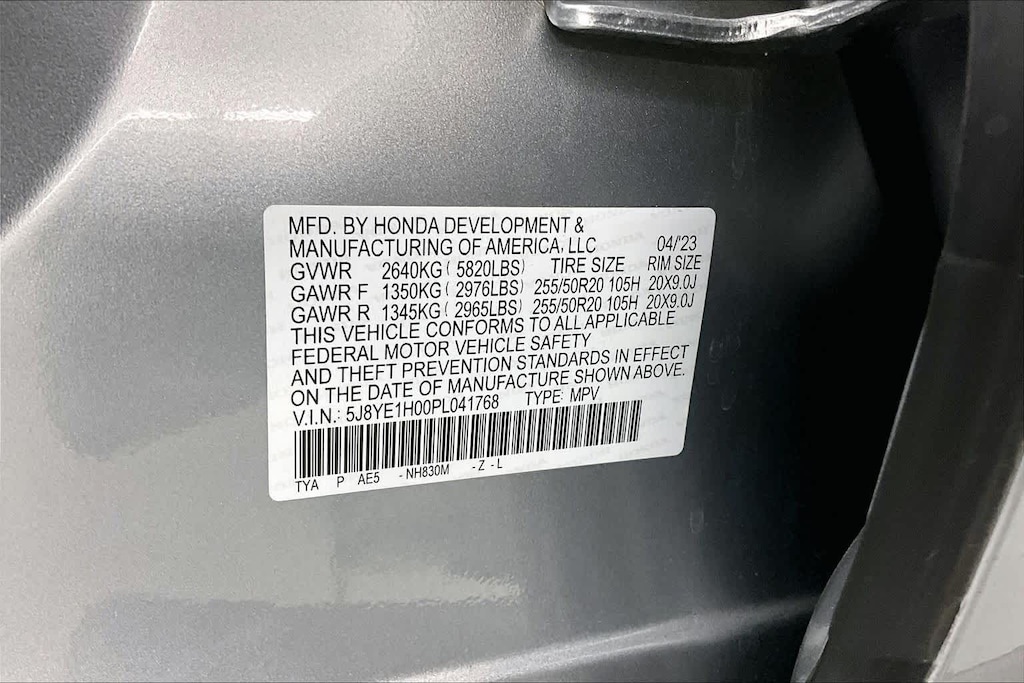 MFD. BY HONDA DEVELOPMENT &
MANUFACTURING OF AMERICA, LLC 04/'23
GVWR 2640KG ( 5820LBS) TIRE SIZE RIM SIZE
GAWR F 1350KG ( 2976LBS) 255/50R20 105H 20X9.0J
GAWR R 1345KG ( 2965LBS) 255/50R20 105H 20X9.0J
THIS VEHICLE CONFORMS TO ALL APPLICABLE
FEDERAL MOTOR VEHICLE SAFETY
AND THEFT PREVENTION STANDARDS IN EFFECT
ON THE DATE OF MANUFACTURE SHOWN ABOVE.
V.I.N.: 5J8YE1H00PL041768 TYPE: MPV
TYA P AE5 - NH830M - Z - L